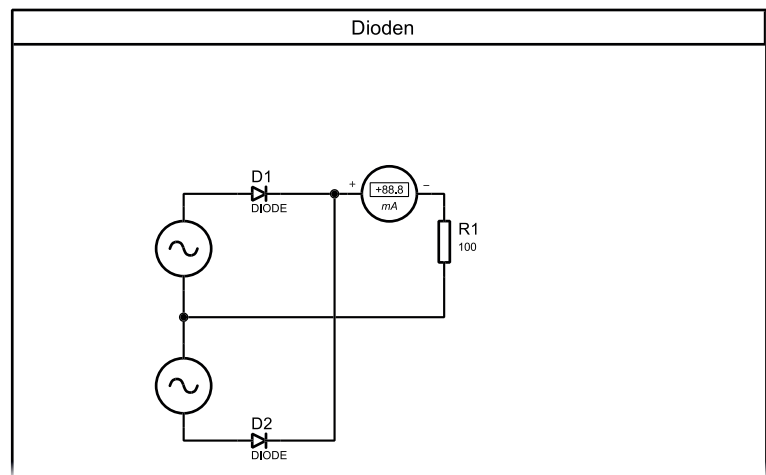 Dioden
D1
DIODE
+
+88.8
mA
–
R1
100
D2
DIODE